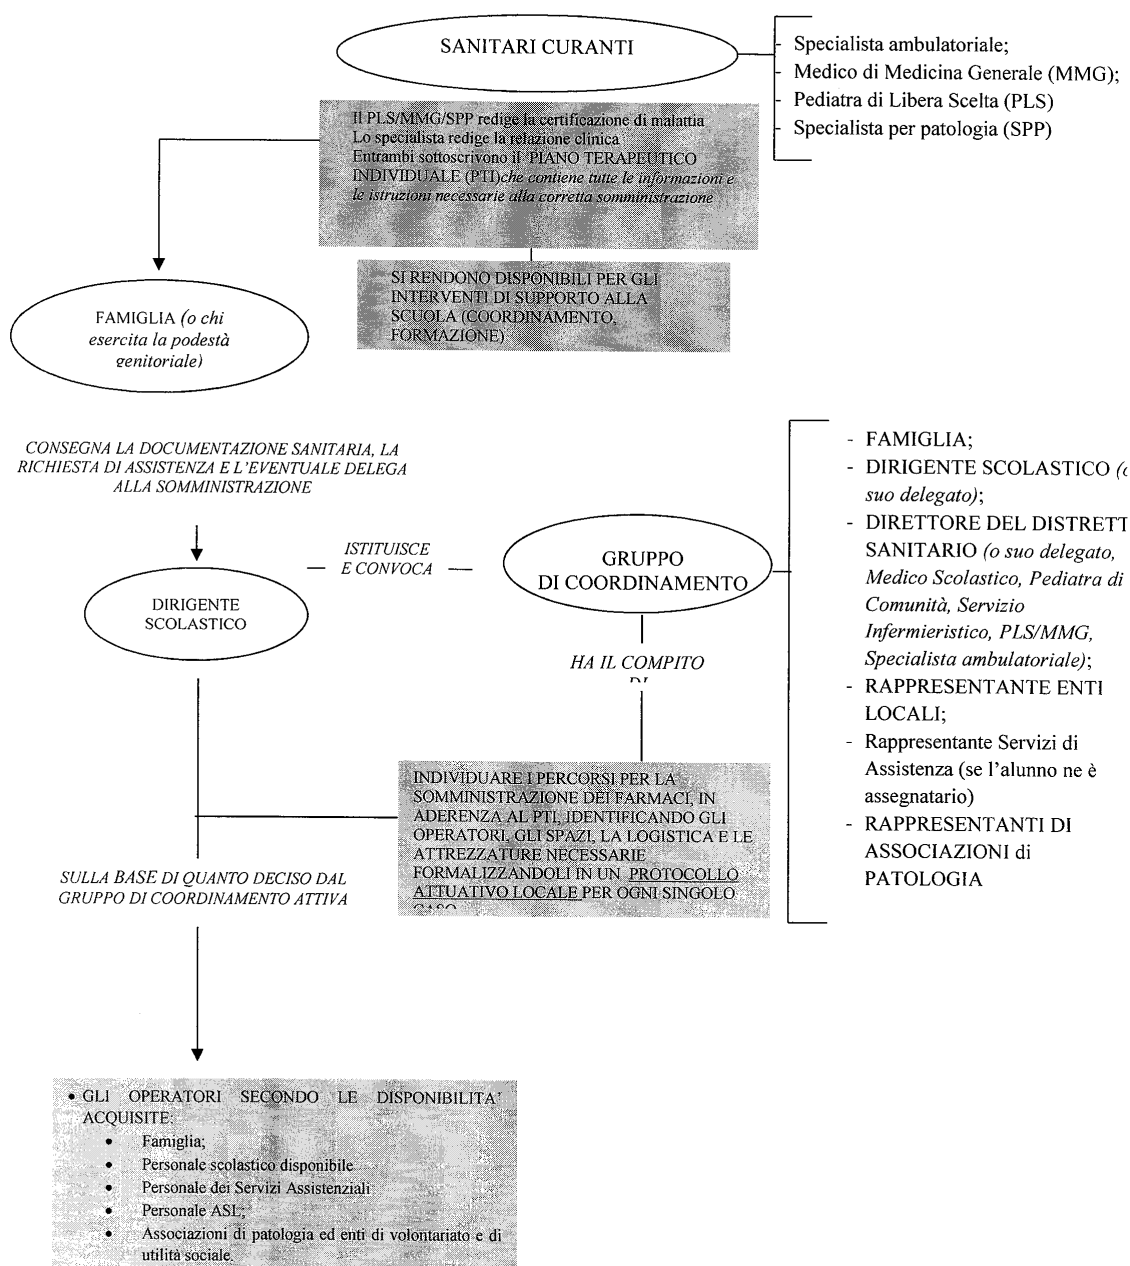 SANITARI CURANTI
- Specialista ambulatoriale;
- Medico di Medicina Generale (MMG);
- Pediatra di Libera Scelta (PLS)
- Specialista per patologia (SPP)
Il PLS/MMG/SPP redige la certificazione di malattia
Lo specialista redige la relazione clinica
Entrambi sottoscrivono il PIANO TERAPEUTICO
INDIVIDUALE (PTI)che contiene tutte le informazioni e
le istruzioni necessarie alla corretta somministrazione
SI RENDONO DISPONIBILI PER GLI
INTERVENTI DI SUPPORTO ALLA
SCUOLA (COORDINAMENTO,
FORMAZIONE)
FAMIGLIA (o chi
esercita la podestà
genitoriale)
CONSEGNA LA DOCUMENTAZIONE SANITARIA, LA
RICHIESTA DI ASSISTENZA E L'EVENTUALE DELEGA
ALLA SOMMINISTRAZIONE
ISTITUISCE
E CONVOCA
GRUPPO
DI COORDINAMENTO
DIRIGENTE
SCOLASTICO
HA IL COMPITO
DI
- FAMIGLIA;
- DIRIGENTE SCOLASTICO (o
suo delegato);
- DIRETTORE DEL DISTRETT
SANITARIO (o suo delegato,
Medico Scolastico, Pediatra di
Comunità, Servizio
Infermieristico, PLS/MMG,
Specialista ambulatoriale);
- RAPPRESENTANTE ENTI
LOCALI;
- Rappresentante Servizi di
Assistenza (se l'alunno ne è
assegnatario)
- RAPPRESENTANTI DI
ASSOCIAZIONI di
PATOLOGIA
INDIVIDUARE I PERCORSI PER LA
SOMMINISTRAZIONE DEI FARMACI, IN
ADERENZA AL PTI, IDENTIFICANDO GLI
OPERATORI, GLI SPAZI, LA LOGISTICA E LE
ATTREZZATURE NECESSARIE
FORMALIZZANDOLI IN UN PROTOCOLLO
ATTUATIVO LOCALE PER OGNI SINGOLO
CASO
SULLA BASE DI QUANTO DECISO DAL
GRUPPO DI COORDINAMENTO ATTIVA
• GLI OPERATORI SECONDO LE DISPONIBILITA'
ACQUISITE:
• Famiglia;
• Personale scolastico disponibile
• Personale dei Servizi Assistenziali
• Personale ASL;
• Associazioni di patologia ed enti di volontariato e di
utilità sociale.